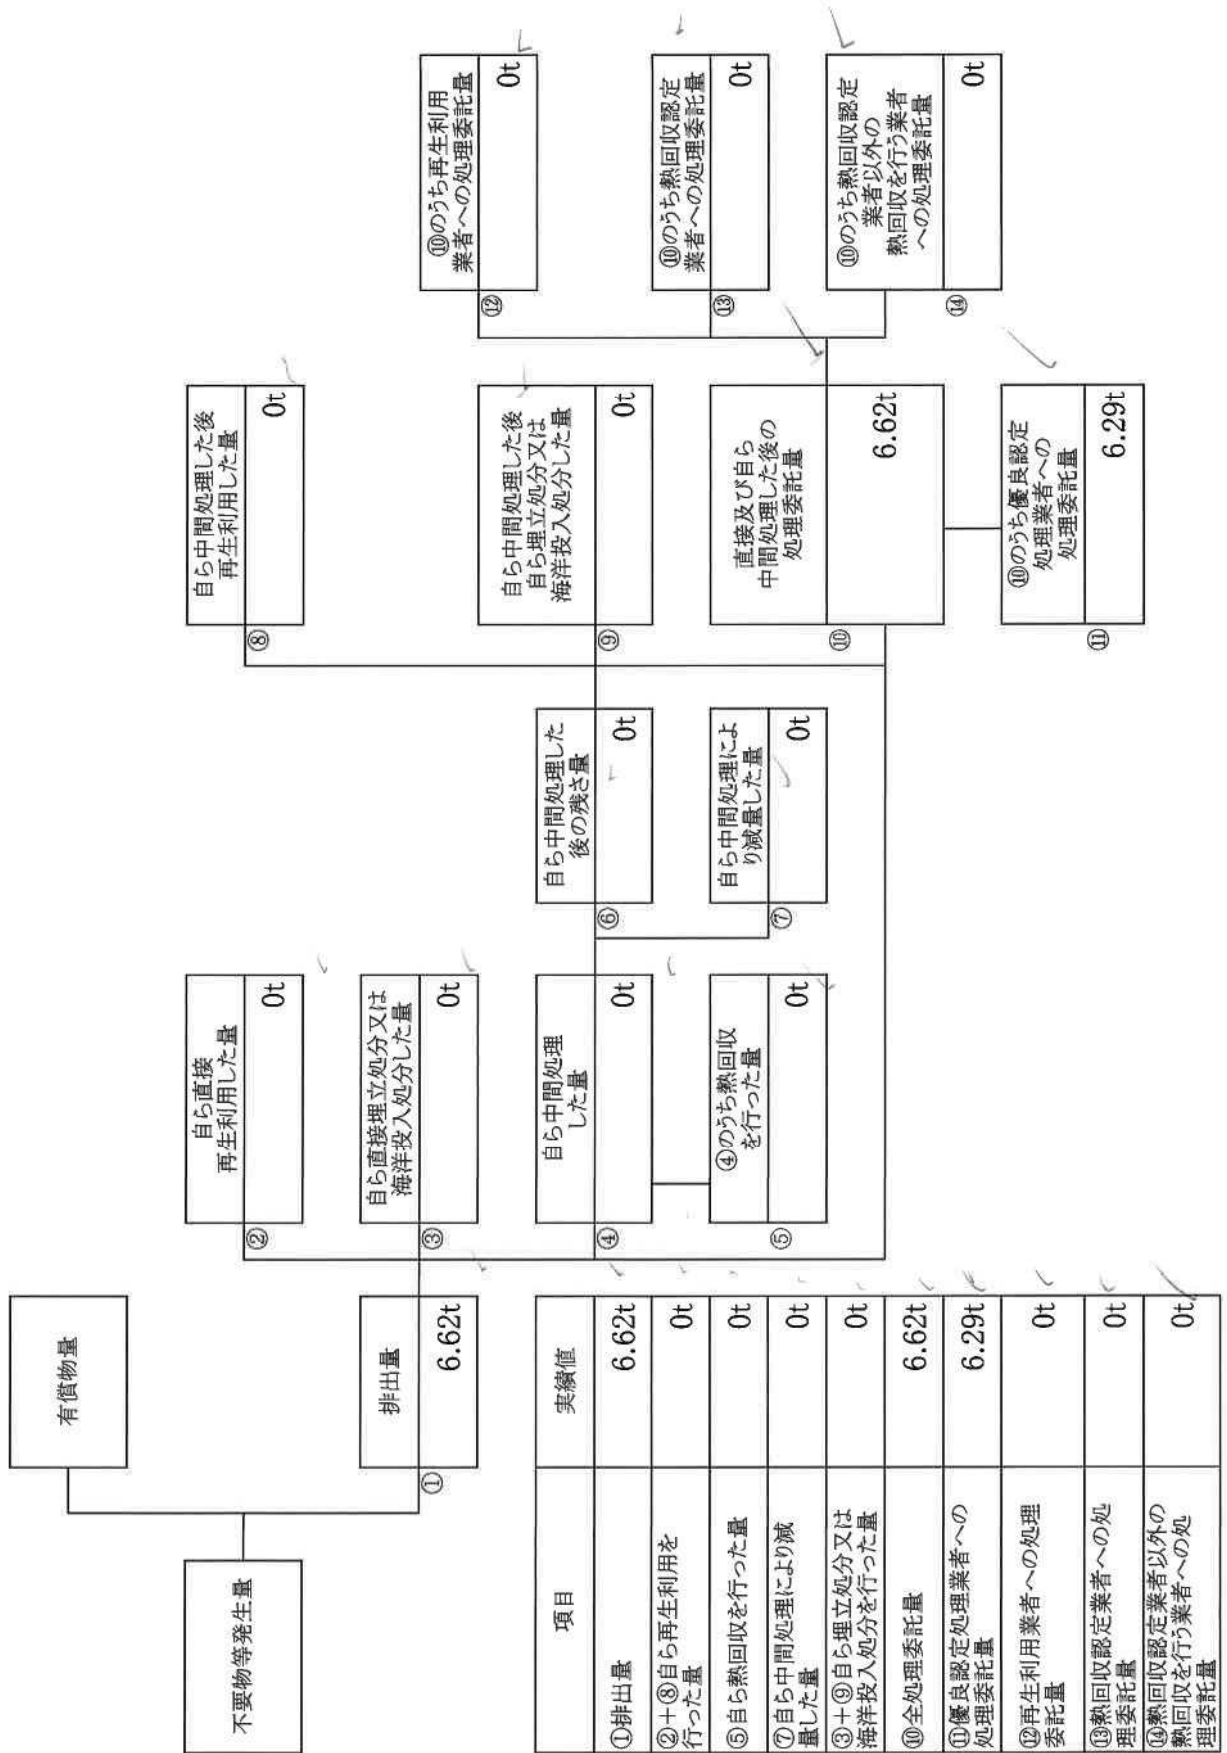 有償物量
不要物等発生量
排出量
①
6.62t
自ら直接
再生利用した量
②
0t
自ら直接埋立処分又は
海洋投入処分した量
③
0t
自ら中間処理
した量
④
0t
④のうち熱回収
を行った量
⑤
0t
自ら中間処理した
後の残さ量
⑥
0t
自ら中間処理によ
り減量した量
⑦
0t
自ら中間処理した後
再生利用した量
⑧
0t
自ら中間処理した後
自ら埋立処分又は
海洋投入処分した量
⑨
0t
直接及び自ら
中間処理した後の
処理委託量
⑩
6.62t
⑩のうち優良認定
処理業者への
処理委託量
⑪
6.29t
⑩のうち再生利用
業者への処理委託量
⑫
0t
⑩のうち熱回収認定
業者への処理委託量
⑬
0t
⑩のうち熱回収認定
業者以外の
熱回収を行う業者
への処理委託量
⑭
0t
項目 実績値
①排出量 6.62t
②+⑧自ら再生利用を
行った量 0t
⑤自ら熱回収を行った量 0t
⑦自ら中間処理により減
量した量 0t
③+⑨自ら埋立処分又は
海洋投入処分を行った量 0t
⑩全処理委託量 6.62t
⑪優良認定処理業者への
処理委託量 6.29t
⑫再生利用業者への処理
委託量 0t
⑬熱回収認定業者への処
理委託量 0t
⑭熱回収認定業者以外の
熱回収を行う業者への処
理委託量 0t